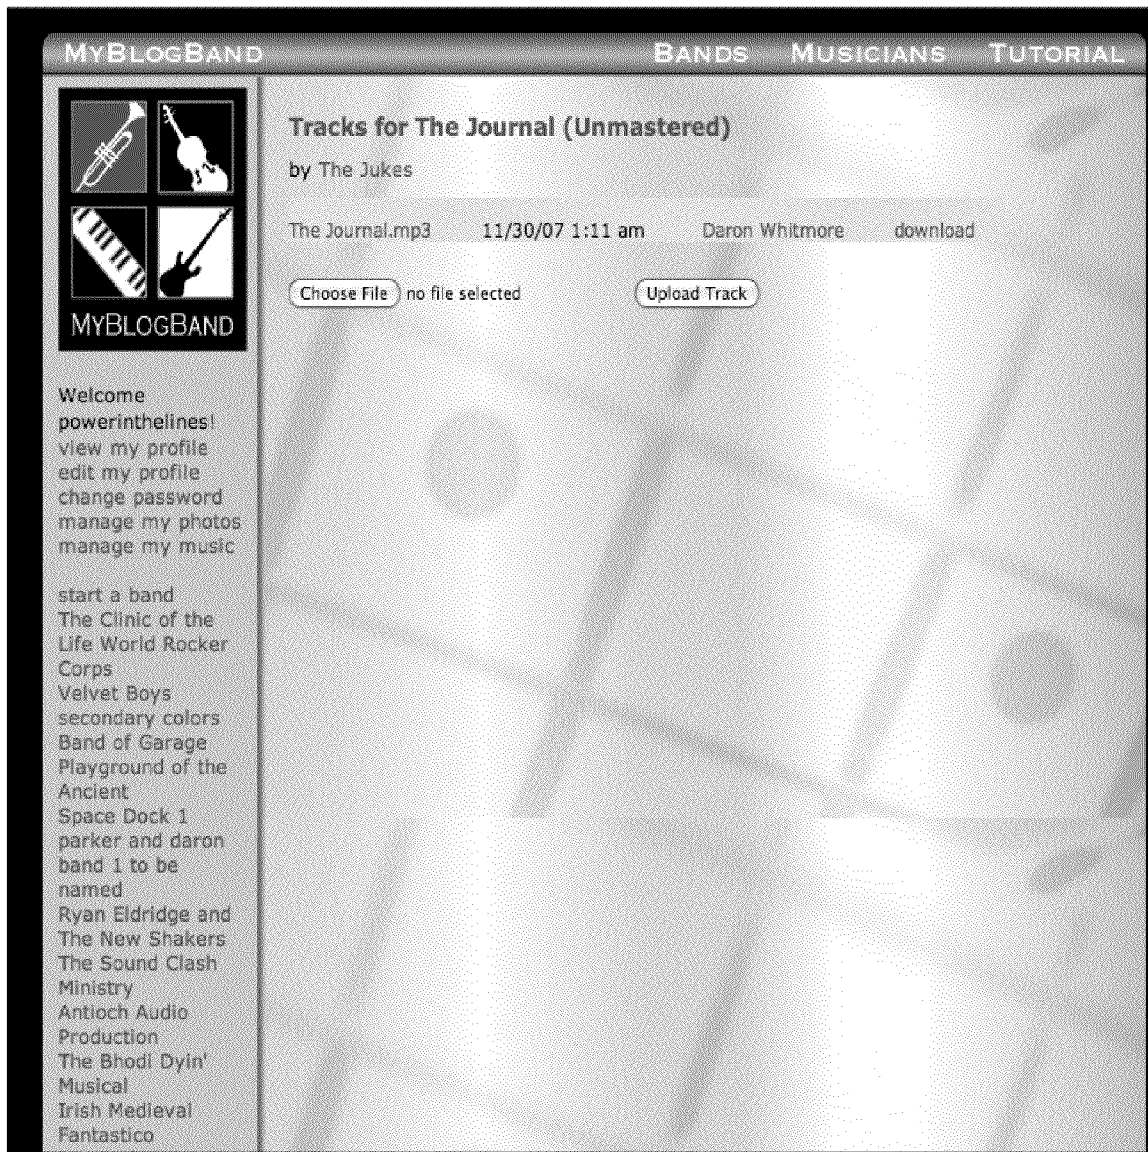 MYBLOGBAND BANDS MUSICIANS TUTORIAL
MYBLOGBAND
Welcome
powerinthelines!
view my profile
edit my profile
change password
manage my photos
manage my music
start a band
The Clinic of the
Life World Rocker
Corps
Velvet Boys
secondary colors
Band of Garage
Playground of the
Ancient
Space Dock 1
parker and daron
band 1 to be
named
Ryan Eldridge and
The New Shakers
The Sound Clash
Ministry
Antioch Audio
Production
The Bhodi Dyin'
Musical
Irish Medieval
Fantastico
Tracks for The Journal (Unmastered)
by The Jukes
The Journal.mp3 11/30/07 1:11 am Daron Whitmore download
Choose File no file selected Upload Track